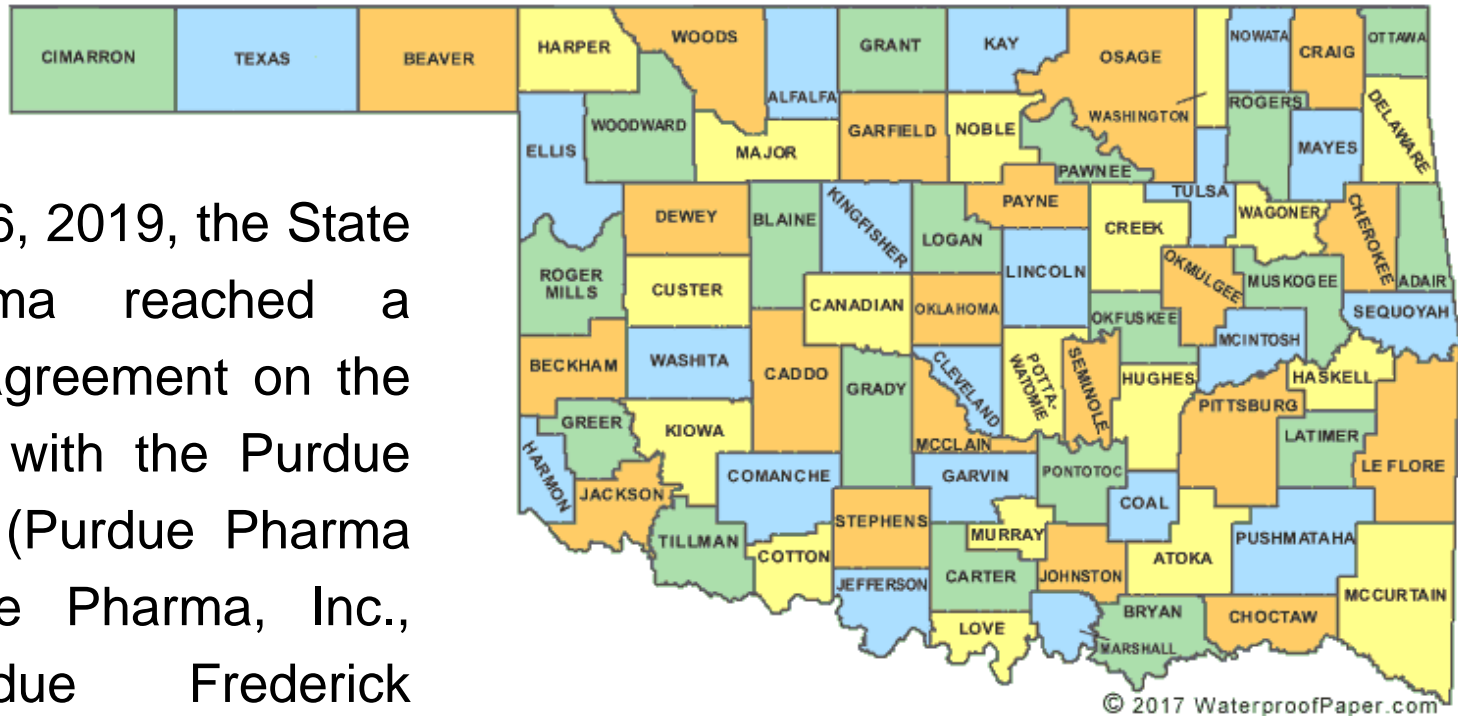 CIMARRON
TEXAS
BEAVER
HARPER
WOODS
ALFALFA
GRANT
KAY
OSAGE
WASHINGTON
NOWATA
CRAIG
OTTAWA
ROGERS
DELAWARE
WOODWARD
ELLIS
MAJOR
GARFIELD
NOBLE
PAWNEE
MAYES
TULSA
6, 2019, the State
ma reached a
Agreement on the
with the Purdue
(Purdue Pharma
e Pharma, Inc.,
due Frederick
DEWEY
BLAINE
KINGFISHER
LOGAN
PAYNE
CREEK
WAGONER
CHEROKEE
ADAIR
ROGER
MILLS
CUSTER
CANADIAN
OKLAHOMA
LINCOLN
OKMULGEE
MUSKOGEE
SEQUOYAH
OKFUSKEE
MCINTOSH
BECKHAM
WASHITA
CADDO
GRADY
CLEVELAND
POTTA-
WATOMIE
SEMINOLE
HUGHES
HASKELL
PITTSBURG
GREER
KIOWA
MCCLAIN
LATIMER
LE FLORE
HARMON
JACKSON
COMANCHE
GARVIN
PONTOTOC
COAL
STEPHENS
TILLMAN
COTTON
MURRAY
ATOKA
PUSHMATAHA
JEFFERSON
CARTER
JOHNSTON
MCCURTAIN
LOVE
BRYAN
MARSHALL
CHOCTAW
© 2017 WaterproofPaper.com